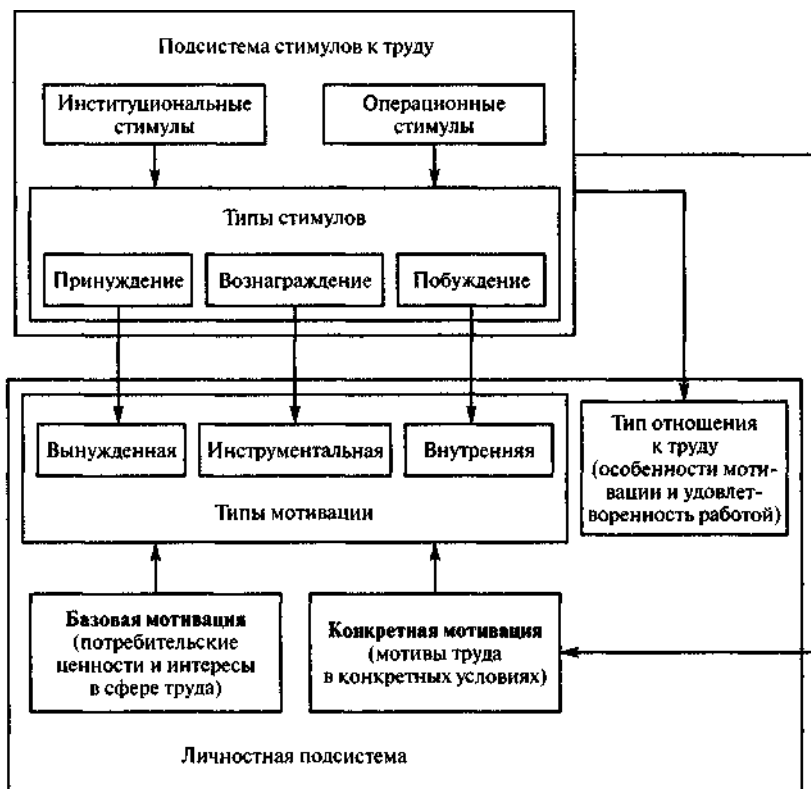 Подсистема стимулов к труду
Институциональные
стимулы
Операционные
стимулы
Типы стимулов
Принуждение
Вознаграждение
Побуждение
Вынужденная
Инструментальная
Внутренняя
Типы мотивации
Тип отношения
к труду
(особенности моти-
вации и удовлет-
воренность работой)
Базовая мотивация
(потребительские
ценности и интересы
в сфере труда)
Конкретная мотивация
(мотивы труда
в конкретных условиях)
Личностная подсистема